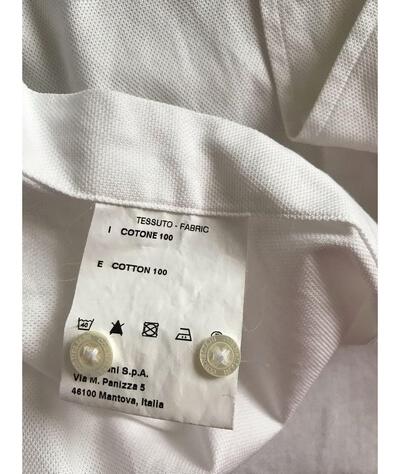 TESSUTO - FABRIC
I COTONE 100
E COTTON 100
40
S.p.A.
Via M. Panizza 5
46100 Mantova, Italia